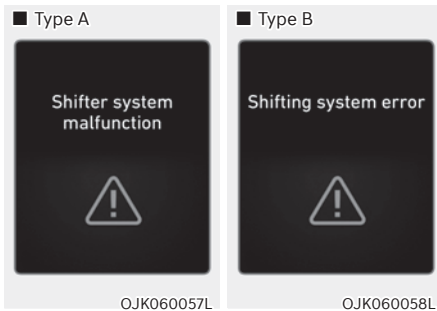 ■ Type A
Shifter system
malfunction
OJK060057L
■ Type B
Shifting system error
OJK060058L